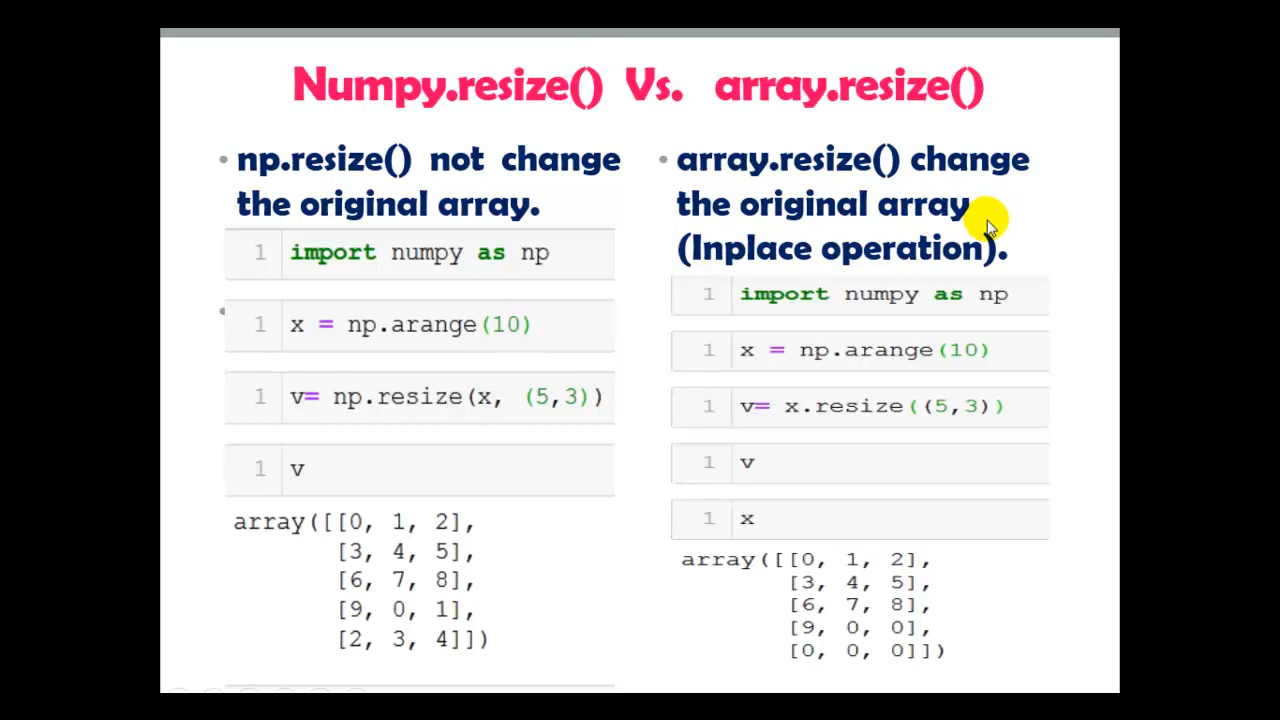 Numpy.resize() Vs. array.resize()
• np.resize() not change
the original array.
1 import numpy as np
1 x = np.arange(10)
1 v= np.resize(x, (5,3))
1 v
array([[0, 1, 2],
[3, 4, 5],
[6, 7, 8],
[9, 0, 1],
[2, 3, 4]])
• array.resize() change
the original array
(Inplace operation).
1 import numpy as np
1 x = np.arange(10)
1 v= x.resize((5,3))
1 v
1 x
array([[0, 1, 2],
[3, 4, 5],
[6, 7, 8],
[9, 0, 0],
[0, 0, 0]])